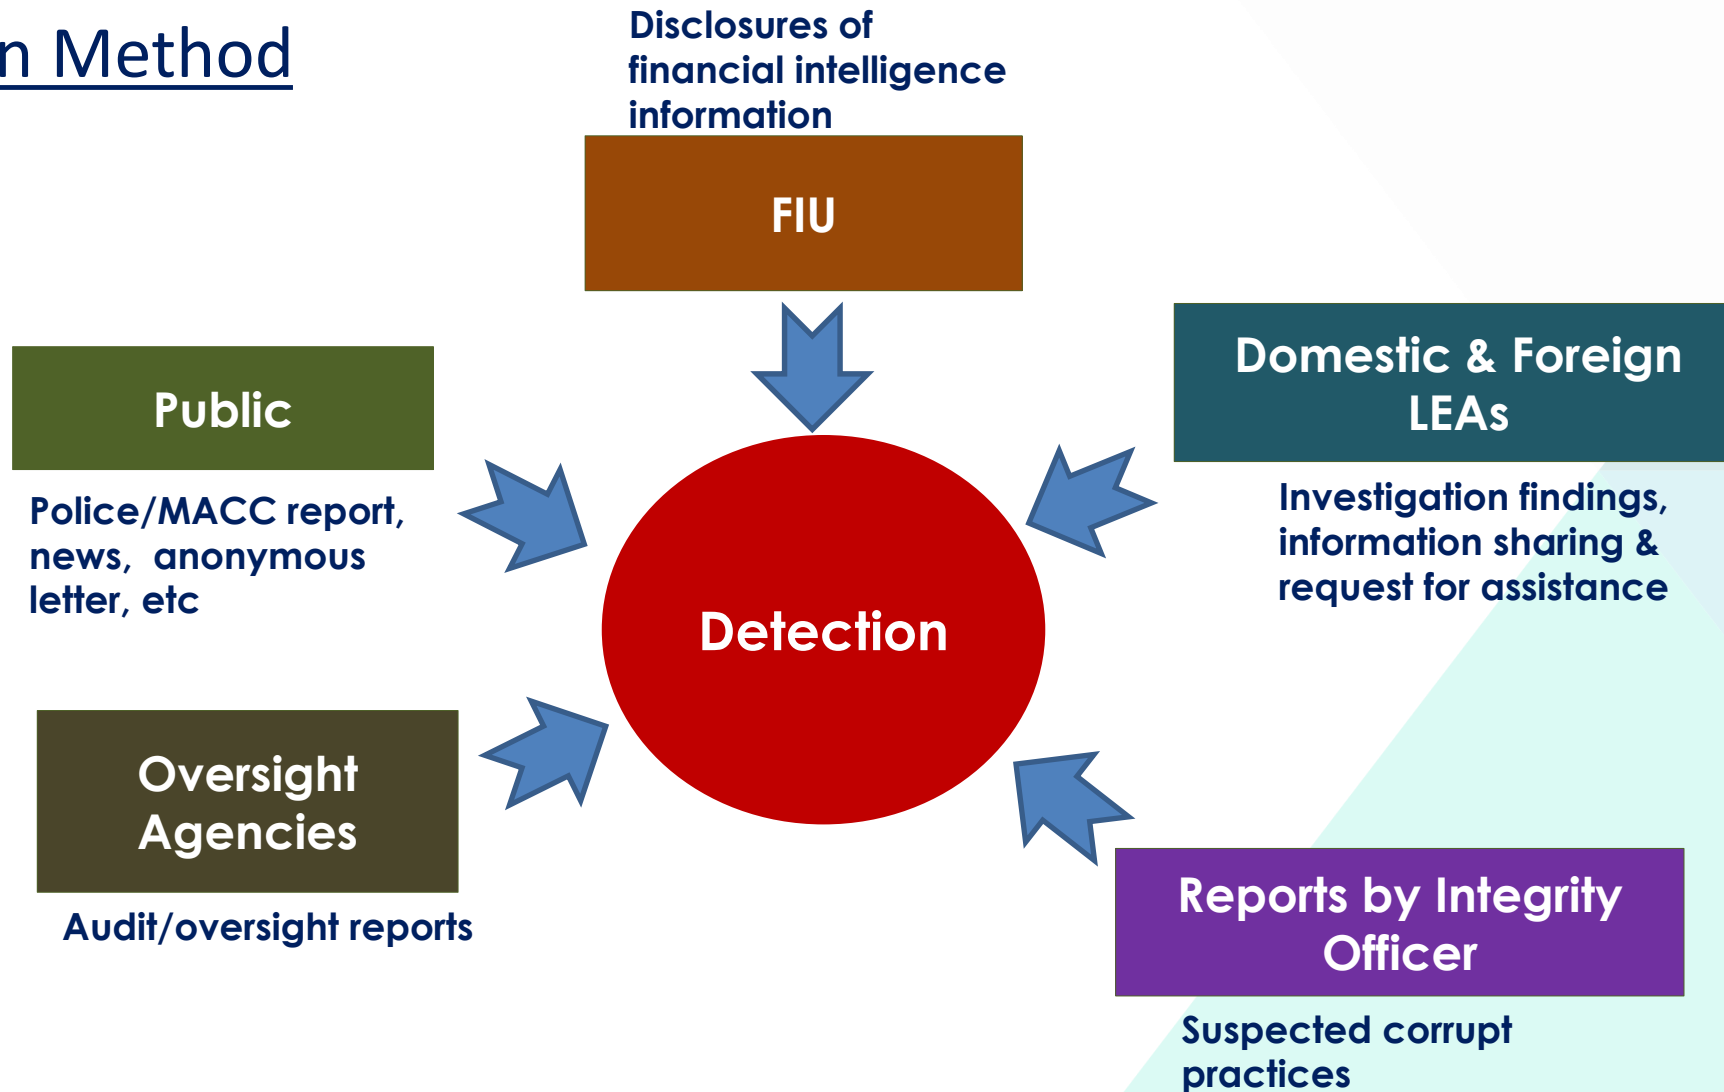 n Method
Disclosures of
financial intelligence
information
FIU
Public
Police/MACC report,
news, anonymous
letter, etc
Domestic & Foreign
LEAs
Investigation findings,
information sharing &
request for assistance
Detection
Oversight
Agencies
Audit/oversight reports
Reports by Integrity
Officer
Suspected corrupt
practices